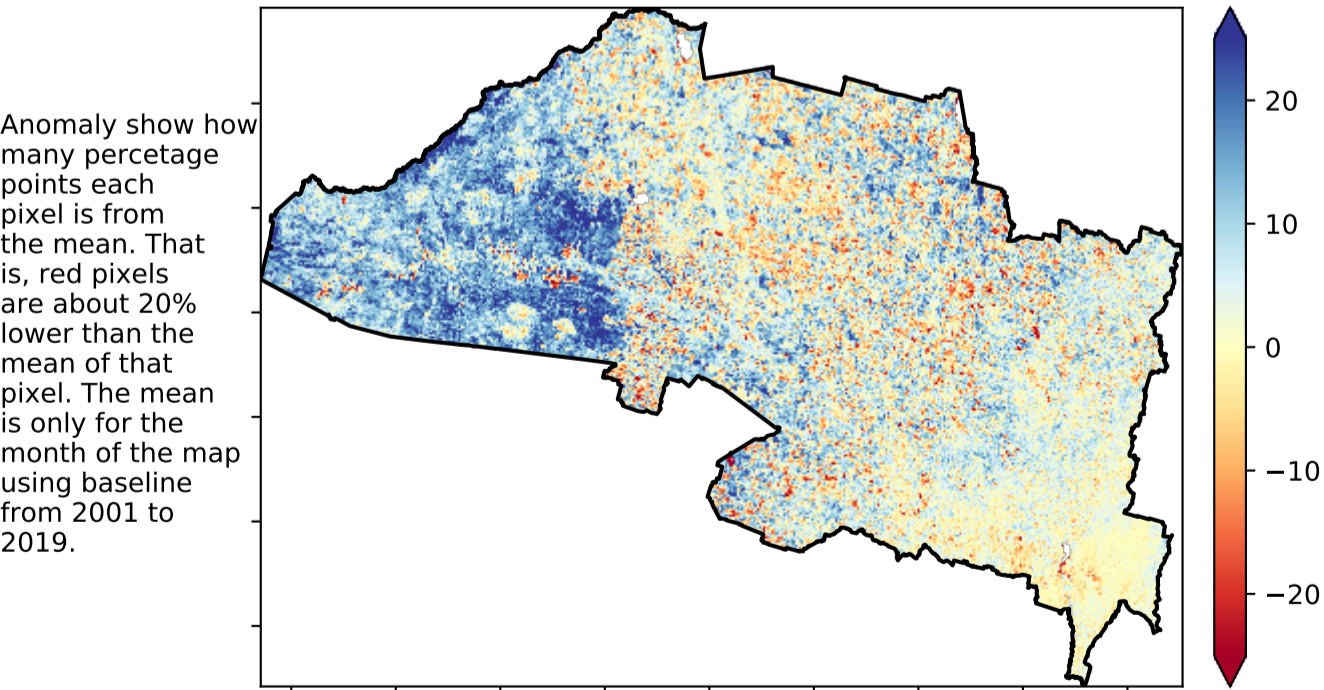 Anomaly show how
many percetage
points each
pixel is from
the mean. That
is, red pixels
are about 20%
lower than the
mean of that
pixel. The mean
is only for the
month of the map
using baseline
from 2001 to
2019.
20
10
0
−10
−20